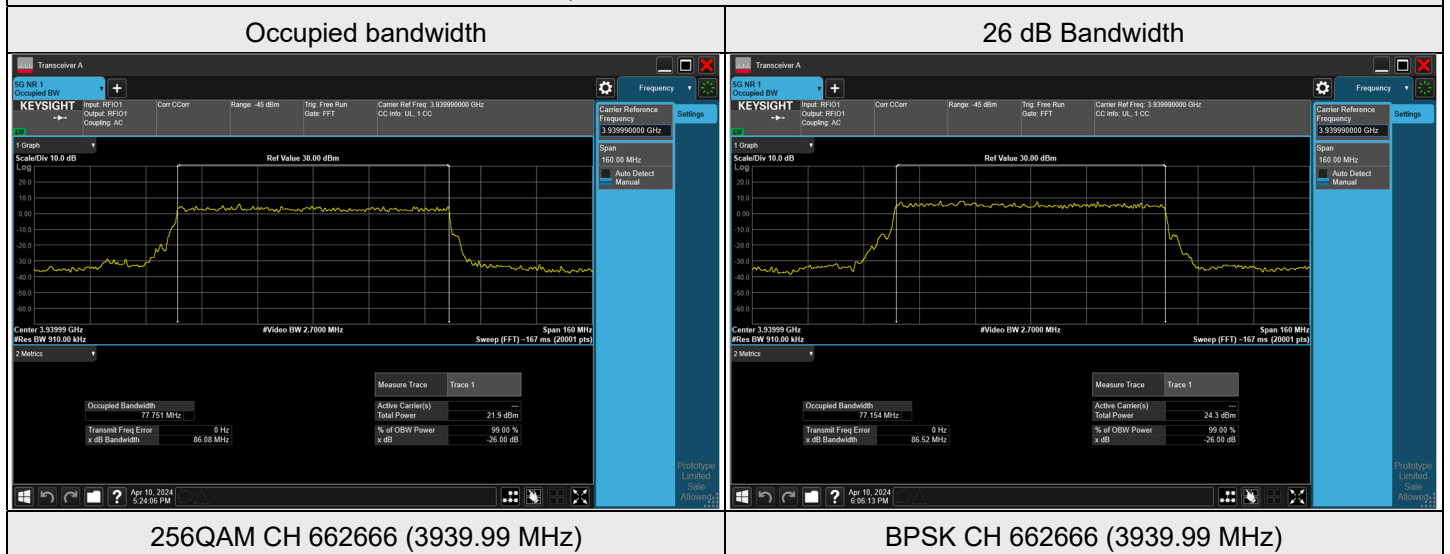 Occupied bandwidth
26 dB Bandwidth
Transceiver A
5G NR 1
Occupied BW
+
Frequency
KEYSIGHT
Input: RFIO1
Output: RFIO1
Coupling: AC
Corr CCorr
Range: -45 dBm
Trig: Free Run
Gate: FFT
Carrier Ref Freq: 3.939990000 GHz
CC Info: UL, 1 CC
LXI
Carrier Reference
Frequency
3.939990000 GHz
Settings
Span
160.00 MHz
Auto Detect
Manual
1 Graph
Scale/Div 10.0 dB
Ref Value 30.00 dBm
Log
20.0
10.0
0.00
-10.0
-20.0
-30.0
-40.0
-50.0
-60.0
Center 3.93999 GHz
#Video BW 2.7000 MHz
Span 160 MHz
#Res BW 910.00 kHz
Sweep (FFT) ~167 ms (20001 pts)
2 Metrics
Measure Trace Trace 1
Occupied Bandwidth
77.751 MHz
Active Carrier(s) ---
Total Power 21.9 dBm
Transmit Freq Error 0 Hz
x dB Bandwidth 86.08 MHz
% of OBW Power 99.00 %
x dB -26.00 dB
?
Apr 10, 2024
5:24:06 PM
Transceiver A
5G NR 1
Occupied BW
+
Frequency
KEYSIGHT
Input: RFIO1
Output: RFIO1
Coupling: AC
Corr CCorr
Range: -45 dBm
Trig: Free Run
Gate: FFT
Carrier Ref Freq: 3.939990000 GHz
CC Info: UL, 1 CC
LXI
Carrier Reference
Frequency
3.939990000 GHz
Settings
Span
160.00 MHz
Auto Detect
Manual
1 Graph
Scale/Div 10.0 dB
Ref Value 30.00 dBm
Log
20.0
10.0
0.00
-10.0
-20.0
-30.0
-40.0
-50.0
-60.0
Center 3.93999 GHz
#Video BW 2.7000 MHz
Span 160 MHz
#Res BW 910.00 kHz
Sweep (FFT) ~167 ms (20001 pts)
2 Metrics
Measure Trace Trace 1
Occupied Bandwidth
77.154 MHz
Active Carrier(s) ---
Total Power 24.3 dBm
Transmit Freq Error 0 Hz
x dB Bandwidth 86.52 MHz
% of OBW Power 99.00 %
x dB -26.00 dB
?
Apr 10, 2024
6:06:13 PM
Prototype
Limited
Sale
Allowed
Prototype
Limited
Sale
Allowed
256QAM CH 662666 (3939.99 MHz)
BPSK CH 662666 (3939.99 MHz)